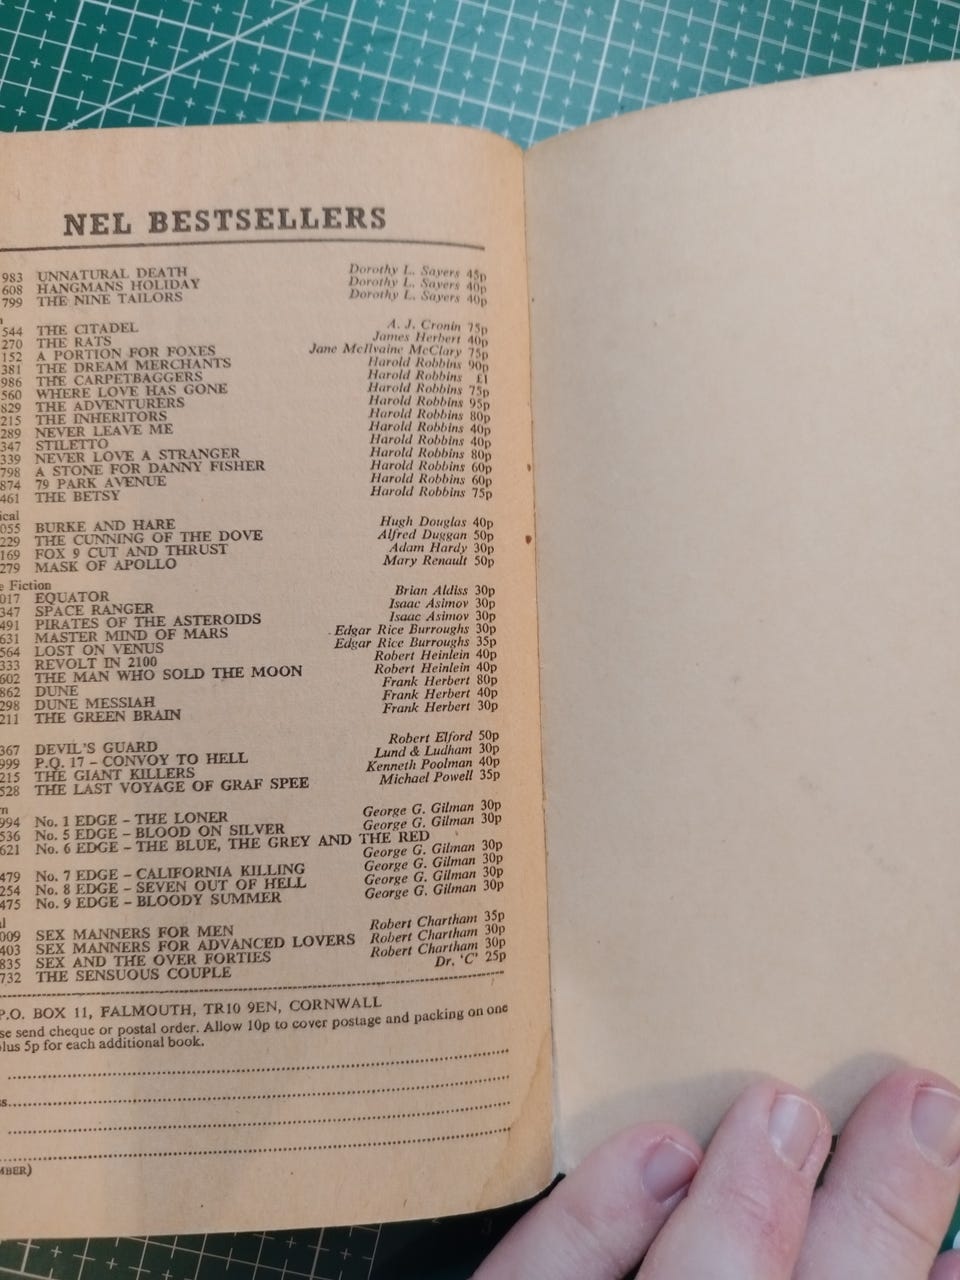 NEL BESTSELLERS
983 UNNATURAL DEATH Dorothy L. Sayers 45p
608 HANGMANS HOLIDAY Dorothy L. Sayers 40p
799 THE NINE TAILORS Dorothy L. Sayers 40p
544 THE CITADEL A. J. Cronin 75p
270 THE RATS James Herbert 40p
152 A PORTION FOR FOXES Jane McIlvaine McClary 75p
381 THE DREAM MERCHANTS Harold Robbins 90p
986 THE CARPETBAGGERS Harold Robbins £1
560 WHERE LOVE HAS GONE Harold Robbins 75p
829 THE ADVENTURERS Harold Robbins 95p
215 THE INHERITORS Harold Robbins 80p
289 NEVER LEAVE ME Harold Robbins 40p
347 STILETTO Harold Robbins 40p
339 NEVER LOVE A STRANGER Harold Robbins 80p
798 A STONE FOR DANNY FISHER Harold Robbins 60p
874 79 PARK AVENUE Harold Robbins 60p
461 THE BETSY Harold Robbins 75p
ical
055 BURKE AND HARE Hugh Douglas 40p
229 THE CUNNING OF THE DOVE Alfred Duggan 50p
169 FOX 9 CUT AND THRUST Adam Hardy 30p
279 MASK OF APOLLO Mary Renault 50p
e Fiction
017 EQUATOR Brian Aldiss 30p
347 SPACE RANGER Isaac Asimov 30p
491 PIRATES OF THE ASTEROIDS Isaac Asimov 30p
631 MASTER MIND OF MARS Edgar Rice Burroughs 30p
564 LOST ON VENUS Edgar Rice Burroughs 35p
333 REVOLT IN 2100 Robert Heinlein 40p
602 THE MAN WHO SOLD THE MOON Robert Heinlein 40p
862 DUNE Frank Herbert 80p
298 DUNE MESSIAH Frank Herbert 40p
211 THE GREEN BRAIN Frank Herbert 30p
367 DEVIL'S GUARD Robert Elford 50p
999 P.Q. 17 – CONVOY TO HELL Lund & Ludham 30p
215 THE GIANT KILLERS Kenneth Poolman 40p
528 THE LAST VOYAGE OF GRAF SPEE Michael Powell 35p
n
994 No. 1 EDGE – THE LONER George G. Gilman 30p
536 No. 5 EDGE – BLOOD ON SILVER George G. Gilman 30p
621 No. 6 EDGE – THE BLUE, THE GREY AND THE RED
George G. Gilman 30p
479 No. 7 EDGE – CALIFORNIA KILLING George G. Gilman 30p
254 No. 8 EDGE – SEVEN OUT OF HELL George G. Gilman 30p
475 No. 9 EDGE – BLOODY SUMMER George G. Gilman 30p
al
009 SEX MANNERS FOR MEN Robert Chartham 35p
403 SEX MANNERS FOR ADVANCED LOVERS Robert Chartham 30p
835 SEX AND THE OVER FORTIES Robert Chartham 30p
732 THE SENSUOUS COUPLE Dr. 'C' 25p
P.O. BOX 11, FALMOUTH, TR10 9EN, CORNWALL
se send cheque or postal order. Allow 10p to cover postage and packing on one
plus 5p for each additional book.
ss
MBER)